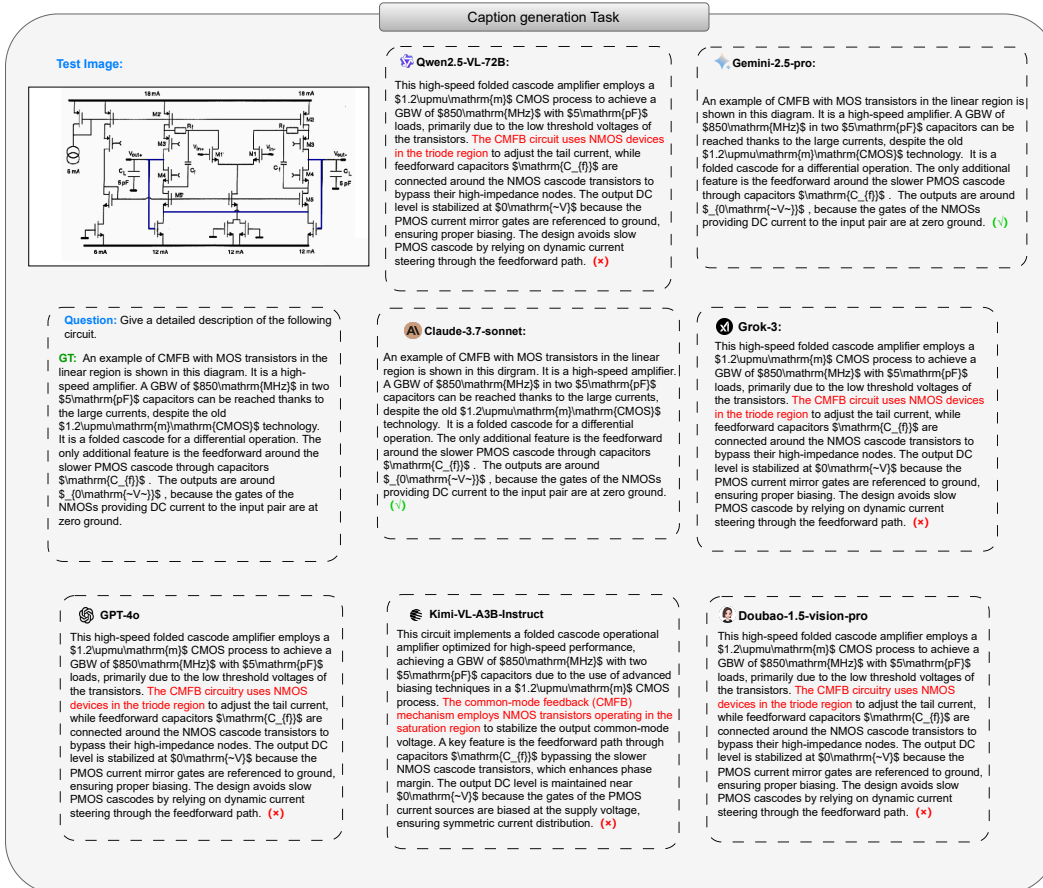 Caption generation Task
Test Image:
18 mA
18 mA
M2'
M2
M3'
Rf
Rf
M3
6 mA
Vout+
Vin+
M1'
M1
Vin-
Vout-
CL
5 pF
M4'
Cf
Cf
M4
CL
5 pF
M5'
M5
6 mA
12 mA
12 mA
12 mA
Qwen2.5-VL-72B:
This high-speed folded cascode amplifier employs a
$1.2\upmu\mathrm{m}$ CMOS process to achieve a
GBW of $850\mathrm{MHz}$ with $5\mathrm{pF}$
loads, primarily due to the low threshold voltages of
the transistors. The CMFB circuit uses NMOS devices
in the triode region to adjust the tail current, while
feedforward capacitors $\mathrm{C_{f}}$ are
connected around the NMOS cascode transistors to
bypass their high-impedance nodes. The output DC
level is stabilized at $0\mathrm{~V}$ because the
PMOS current mirror gates are referenced to ground,
ensuring proper biasing. The design avoids slow
PMOS cascode by relying on dynamic current
steering through the feedforward path. (×)
Gemini-2.5-pro:
An example of CMFB with MOS transistors in the linear region is
shown in this diagram. It is a high-speed amplifier. A GBW of
$850\mathrm{MHz}$ in two $5\mathrm{pF}$ capacitors can be
reached thanks to the large currents, despite the old
$1.2\upmu\mathrm{m}\mathrm{CMOS}$ technology. It is a
folded cascode for a differential operation. The only additional
feature is the feedforward around the slower PMOS cascode
through capacitors $\mathrm{C_{f}}$ . The outputs are around
$_{0\mathrm{~V~}}$ , because the gates of the NMOSs
providing DC current to the input pair are at zero ground. (√)
Question: Give a detailed description of the following
circuit.
GT: An example of CMFB with MOS transistors in the
linear region is shown in this diagram. It is a high-
speed amplifier. A GBW of $850\mathrm{MHz}$ in two
$5\mathrm{pF}$ capacitors can be reached thanks to
the large currents, despite the old
$1.2\upmu\mathrm{m}\mathrm{CMOS}$ technology.
It is a folded cascode for a differential operation. The
only additional feature is the feedforward around the
slower PMOS cascode through capacitors
$\mathrm{C_{f}}$ . The outputs are around
$_{0\mathrm{~V~}}$ , because the gates of the
NMOSs providing DC current to the input pair are at
zero ground.
Claude-3.7-sonnet:
An example of CMFB with MOS transistors in the linear
region is shown in this dirgram. It is a high-speed amplifier.
A GBW of $850\mathrm{MHz}$ in two $5\mathrm{pF}$
capacitors can be reached thanks to the large currents,
despite the old $1.2\upmu\mathrm{m}\mathrm{CMOS}$
technology. It is a folded cascode for a differential
operation. The only additional feature is the feedforward
around the slower PMOS cascode through capacitors
$\mathrm{C_{f}}$ . The outputs are around
$_{0\mathrm{~V~}}$ , because the gates of the NMOSs
providing DC current to the input pair are at zero ground.
(√)
Grok-3:
This high-speed folded cascode amplifier employs a
$1.2\upmu\mathrm{m}$ CMOS process to achieve a
GBW of $850\mathrm{MHz}$ with $5\mathrm{pF}$
loads, primarily due to the low threshold voltages of
the transistors. The CMFB circuit uses NMOS devices
in the triode region to adjust the tail current, while
feedforward capacitors $\mathrm{C_{f}}$ are
connected around the NMOS cascode transistors to
bypass their high-impedance nodes. The output DC
level is stabilized at $0\mathrm{~V}$ because the
PMOS current mirror gates are referenced to ground,
ensuring proper biasing. The design avoids slow
PMOS cascode by relying on dynamic current
steering through the feedforward path. (×)
GPT-4o
This high-speed folded cascode amplifier employs a
$1.2\upmu\mathrm{m}$ CMOS process to achieve a
GBW of $850\mathrm{MHz}$ with $5\mathrm{pF}$
loads, primarily due to the low threshold voltages of
the transistors. The CMFB circuitry uses NMOS
devices in the triode region to adjust the tail current,
while feedforward capacitors $\mathrm{C_{f}}$ are
connected around the NMOS cascode transistors to
bypass their high-impedance nodes. The output DC
level is stabilized at $0\mathrm{~V}$ because the
PMOS current mirror gates are referenced to ground,
ensuring proper biasing. The design avoids slow
PMOS cascodes by relying on dynamic current
steering through the feedforward path. (×)
Kimi-VL-A3B-Instruct
This circuit implements a folded cascode operational
amplifier optimized for high-speed performance,
achieving a GBW of $850\mathrm{MHz}$ with two
$5\mathrm{pF}$ capacitors due to the use of advanced
biasing techniques in a $1.2\upmu\mathrm{m}$ CMOS
process. The common-mode feedback (CMFB)
mechanism employs NMOS transistors operating in the
saturation region to stabilize the output common-mode
voltage. A key feature is the feedforward path through
capacitors $\mathrm{C_{f}}$ bypassing the slower
NMOS cascode transistors, which enhances phase
margin. The output DC level is maintained near
$0\mathrm{~V}$ because the gates of the PMOS
current sources are biased at the supply voltage,
ensuring symmetric current distribution. (×)
Doubao-1.5-vision-pro
This high-speed folded cascode amplifier employs a
$1.2\upmu\mathrm{m}$ CMOS process to achieve a
GBW of $850\mathrm{MHz}$ with $5\mathrm{pF}$
loads, primarily due to the low threshold voltages of
the transistors. The CMFB circuitry uses NMOS
devices in the triode region to adjust the tail current,
while feedforward capacitors $\mathrm{C_{f}}$ are
connected around the NMOS cascode transistors to
bypass their high-impedance nodes. The output DC
level is stabilized at $0\mathrm{~V}$ because the
PMOS current mirror gates are referenced to ground,
ensuring proper biasing. The design avoids slow
PMOS cascodes by relying on dynamic current
steering through the feedforward path. (×)